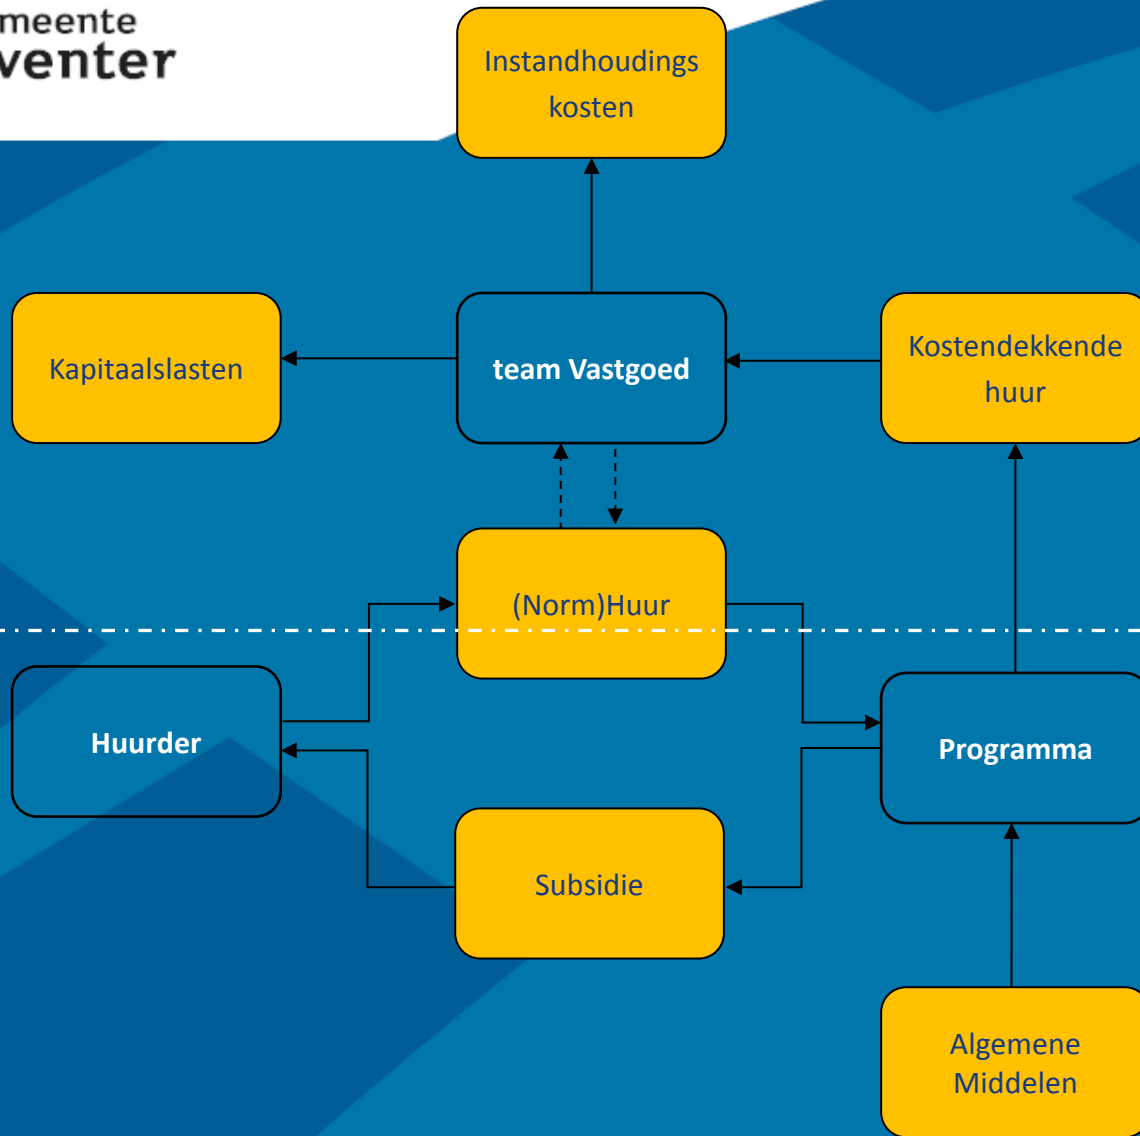 meente
venter
Instandhoudings
kosten
Kapitaalslasten
team Vastgoed
Kostendekkende
huur
(Norm)Huur
Huurder
Programma
Subsidie
Algemene
Middelen